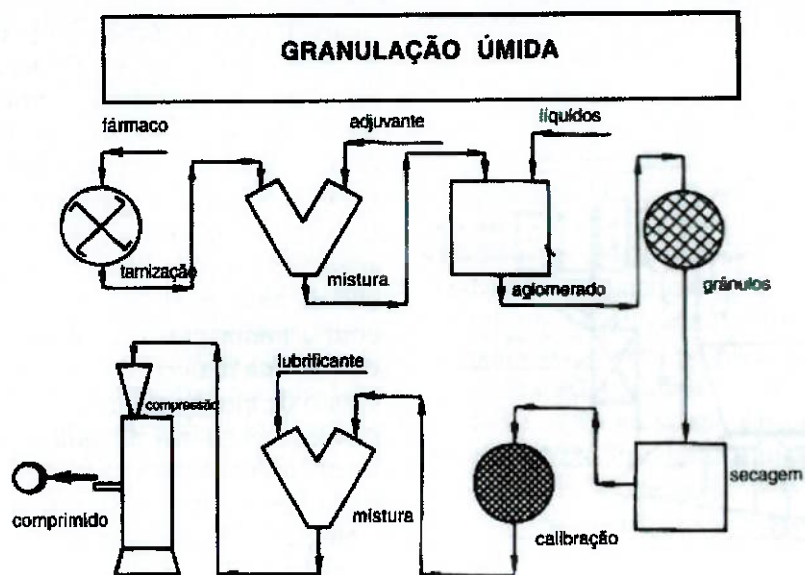 GRANULAÇÃO ÚMIDA
fármaco
adjuvante
líquidos
tamização
mistura
aglomerado
grânulos
lubrificante
compressão
comprimido
mistura
calibração
secagem